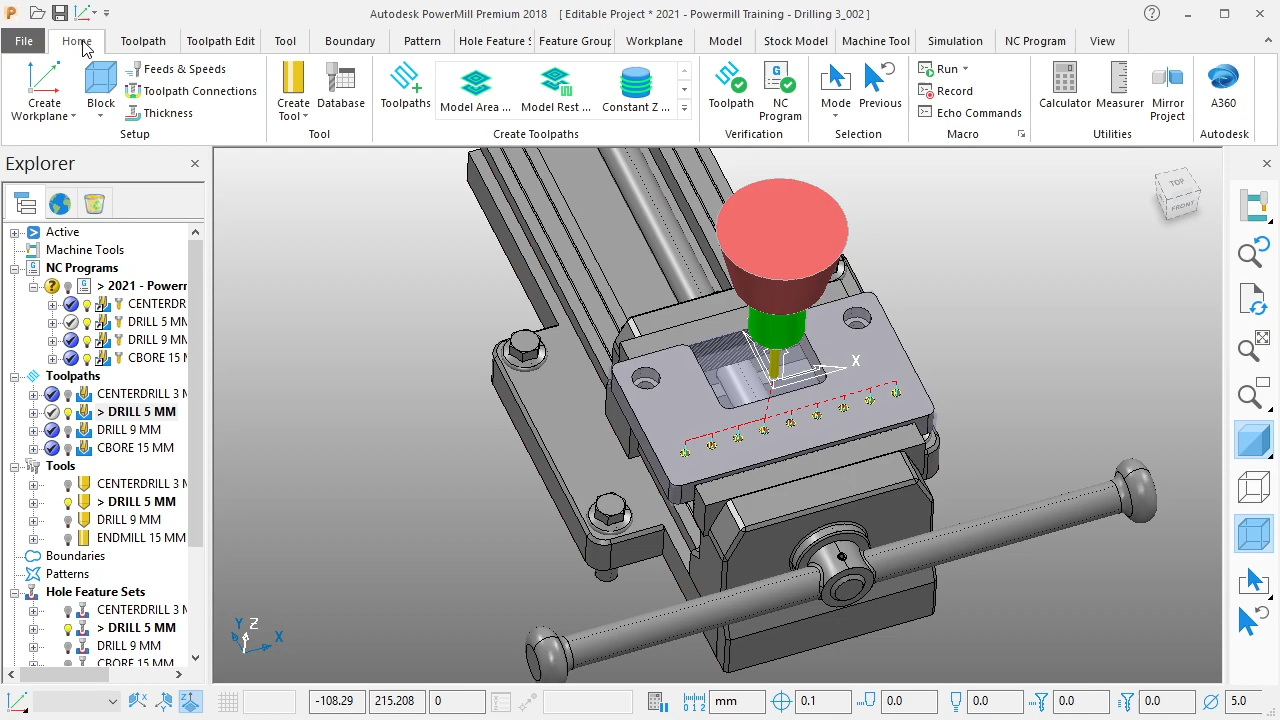 Autodesk PowerMill Premium 2018 [ Editable Project * 2021 - Powermill Training - Drilling 3_002 ]
File Home Toolpath Toolpath Edit Tool Boundary Pattern Hole Feature S Feature Group Workplane Model Stock Model Machine Tool Simulation NC Program View
Create Workplane
Block
Feeds & Speeds
Toolpath Connections
Thickness
Setup
Create Tool
Database
Tool
Toolpaths
Model Area ...
Model Rest ...
Constant Z ...
Create Toolpaths
Toolpath
NC Program
Verification
Mode
Previous
Selection
Run
Record
Echo Commands
Macro
Calculator
Measurer
Mirror Project
Utilities
A360
Autodesk
Explorer
Active
Machine Tools
NC Programs
> 2021 - Powerm
CENTERDR
DRILL 5 MM
DRILL 9 MM
CBORE 15 M
Toolpaths
CENTERDRILL 3 M
> DRILL 5 MM
DRILL 9 MM
CBORE 15 MM
Tools
CENTERDRILL 3 M
> DRILL 5 MM
DRILL 9 MM
ENDMILL 15 MM
Boundaries
Patterns
Hole Feature Sets
CENTERDRILL 3 M
> DRILL 5 MM
DRILL 9 MM
CBORE 15 MM
TOP
FRONT
X
Y Z X
-108.29 215.208 0 mm 0.1 0.0 0.0 0.0 0.0 5.0